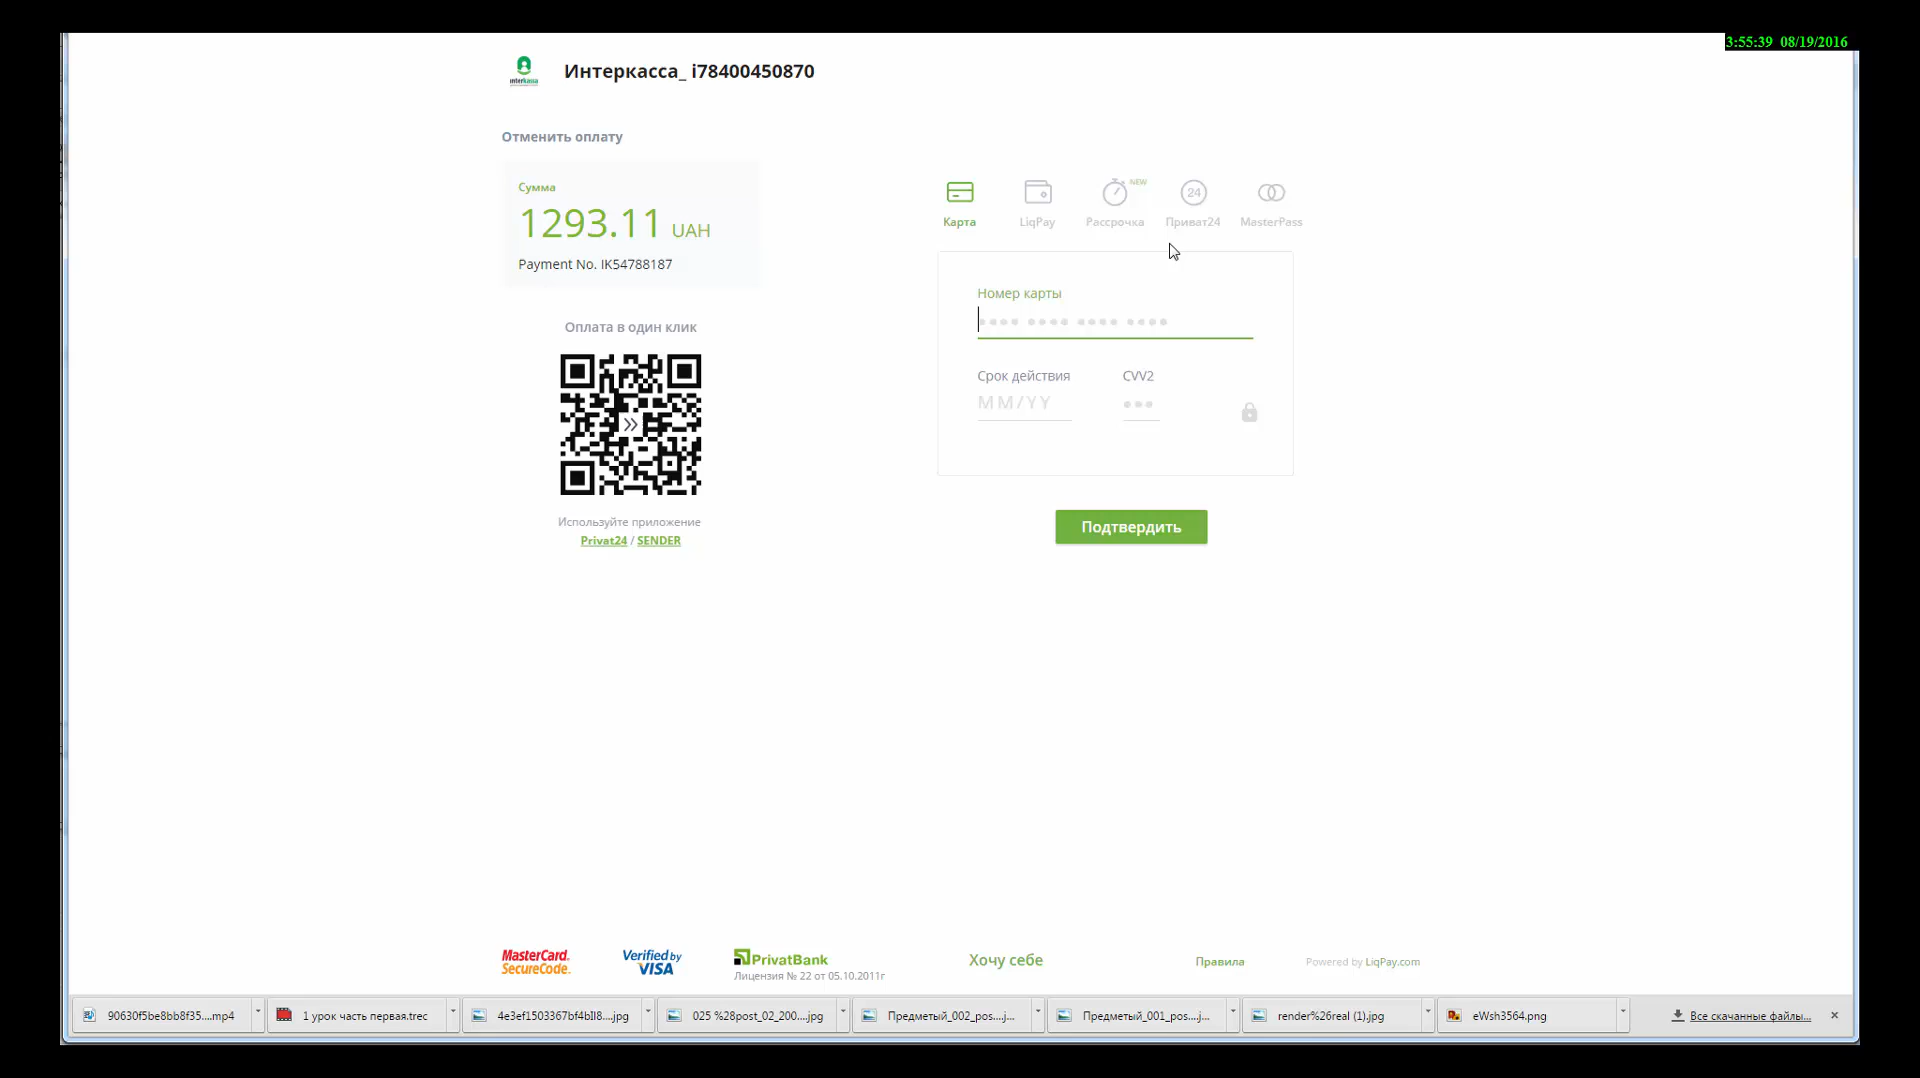 3:55:39 08/19/2016
interkassa
Интеркасса_ i78400450870
Отменить оплату
Сумма
1293.11 UAH
Payment No. IK54788187
Оплата в один клик
Используйте приложение
Privat24 / SENDER
Карта
LiqPay
NEW
Рассрочка
24
Приват24
MasterPass
Номер карты
Срок действия CVV2
MM/YY
Подтвердить
MasterCard.
SecureCode.
Verified by
VISA
PrivatBank
Лицензия № 22 от 05.10.2011г
Хочу себе
Правила
Powered by LiqPay.com
90630f5be8bb8f35....mp4
1 урок часть первая.trec
025 %28post_02_200....jpg
Предметый_002_pos....j...
Предметый_001_pos....j...
render%26real (1).jpg
eWsh3564.png
Все скачанные файлы...